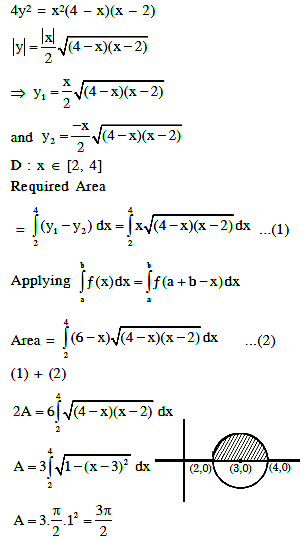 4y² = x²(4 – x)(x – 2)
|y| = |x|/2 √(4–x)(x–2)
⇒ y₁ = x/2 √(4–x)(x–2)
and y₂ = –x/2 √(4–x)(x–2)
D : x ∈ [2, 4]
Required Area
= ∫₂⁴ (y₁ – y₂) dx = ∫₂⁴ x√(4–x)(x–2) dx ...(1)
Applying ∫ₐᵇ f(x)dx = ∫ₐᵇ f(a + b – x)dx
Area = ∫₂⁴ (6–x)√(4–x)(x–2) dx ...(2)
(1) + (2)
2A = 6∫₂⁴ √(4–x)(x–2) dx
A = 3∫₂⁴ √1–(x–3)² dx
(2,0) (3,0) (4,0)
A = 3.π/2.1² = 3π/2